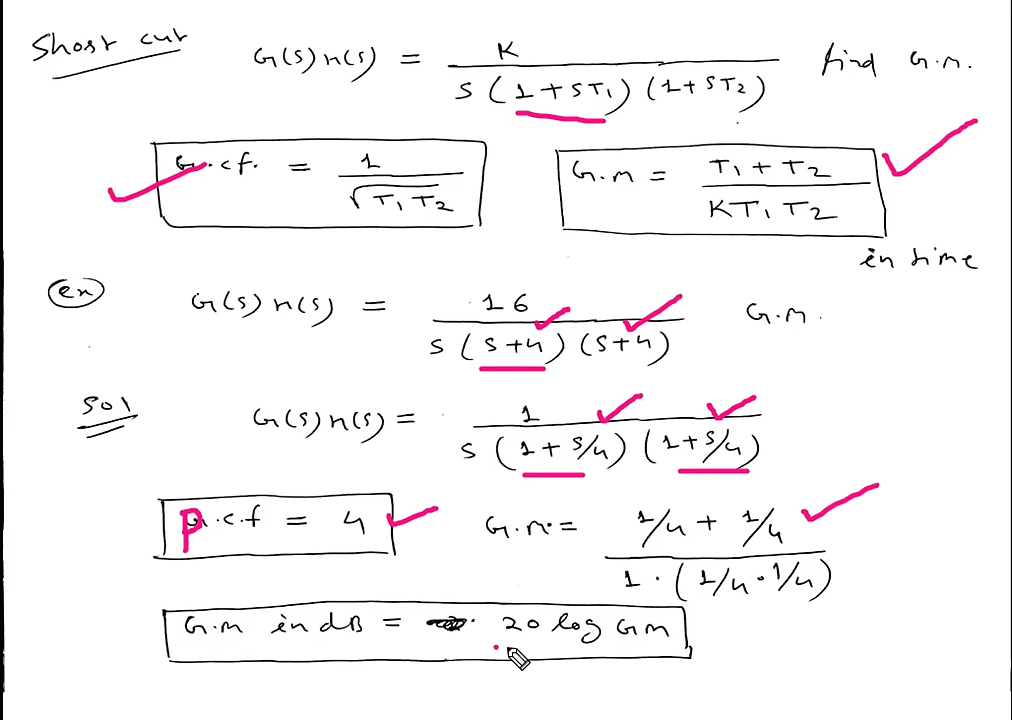 Short cut G(s)H(s) = K / s(1+sT₁)(1+sT₂) find G.M.
G.c.f. = 1 / √T₁T₂ G.M = T₁ + T₂ / KT₁T₂
in time
ex G(s)H(s) = 16 / s(s+4)(s+4) G.M.
Sol G(s)H(s) = 1 / s(1+s/4)(1+s/4)
P.c.f = 4 G.M. = 1/4 + 1/4 / 1·(1/4·1/4)
G.M in dB = 20 log GM